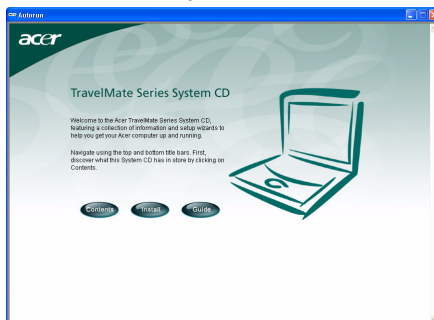 Autorun
acer
TravelMate Series System CD
Welcome to the Acer TravelMate Series System CD,
featuring a collection of information and setup wizards to
help you get your Acer computer up and running.
Navigate using the top and bottom title bars. First,
discover what this System CD has in store by clicking on
Contents.
Contents Install Guide